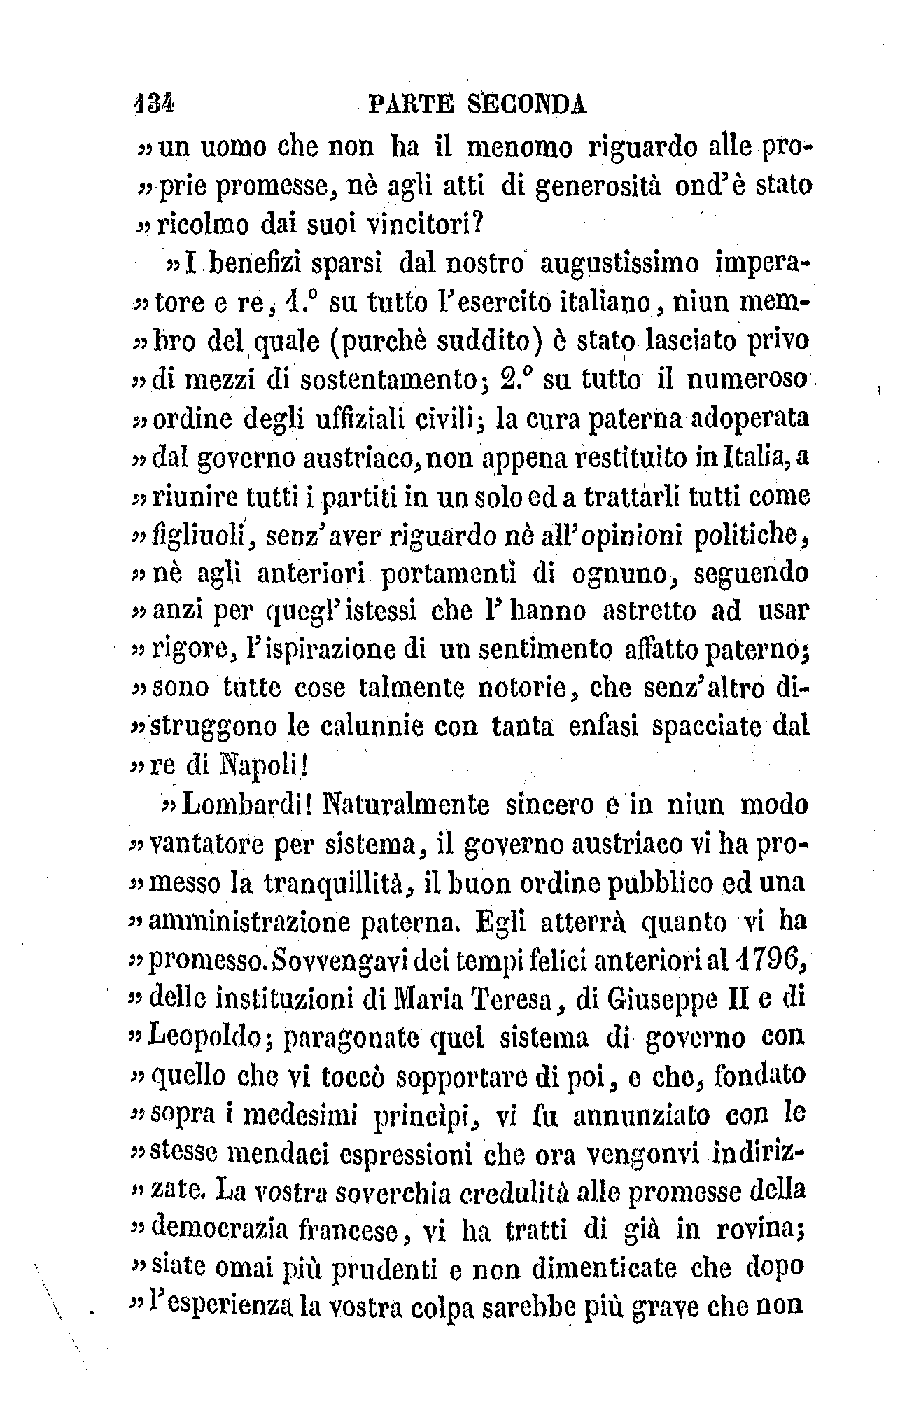 134 PARTE SECONDA
» un uomo che non ha il menomo riguardo alle pro-
» prie promesse, nè agli atti di generosità ond'è stato
» ricolmo dai suoi vincitori?
» I benefizi sparsi dal nostro augustissimo impera-
» tore e re, 1.° su tutto l'esercito italiano, niun mem-
» bro del quale (purchè suddito) è stato lasciato privo
» di mezzi di sostentamento; 2.° su tutto il numeroso
» ordine degli uffiziali civili; la cura paterna adoperata
» dal governo austriaco, non appena restituito in Italia, a
» riunire tutti i partiti in un solo ed a trattarli tutti come
» figliuoli, senz'aver riguardo nè all'opinioni politiche,
» nè agli anteriori portamenti di ognuno, seguendo
» anzi per quegl'istessi che l'hanno astretto ad usar
» rigore, l'ispirazione di un sentimento affatto paterno;
» sono tutte cose talmente notorie, che senz'altro di-
» struggono le calunnie con tanta enfasi spacciate dal
» re di Napoli!
» Lombardi! Naturalmente sincero e in niun modo
» vantatore per sistema, il governo austriaco vi ha pro-
» messo la tranquillità, il buon ordine pubblico ed una
» amministrazione paterna. Egli atterrà quanto vi ha
» promesso. Sovvengavi dei tempi felici anteriori al 1796,
» delle instituzioni di Maria Teresa, di Giuseppe II e di
» Leopoldo; paragonate quel sistema di governo con
» quello che vi toccò sopportare di poi, e che, fondato
» sopra i medesimi principi, vi fu annunziato con le
» stesse mendaci espressioni che ora vengonvi indiriz-
» zate. La vostra soverchia credulità alle promesse della
» democrazia francese, vi ha tratti di già in rovina;
» siate omai più prudenti e non dimenticate che dopo
» l'esperienza la vostra colpa sarebbe più grave che non